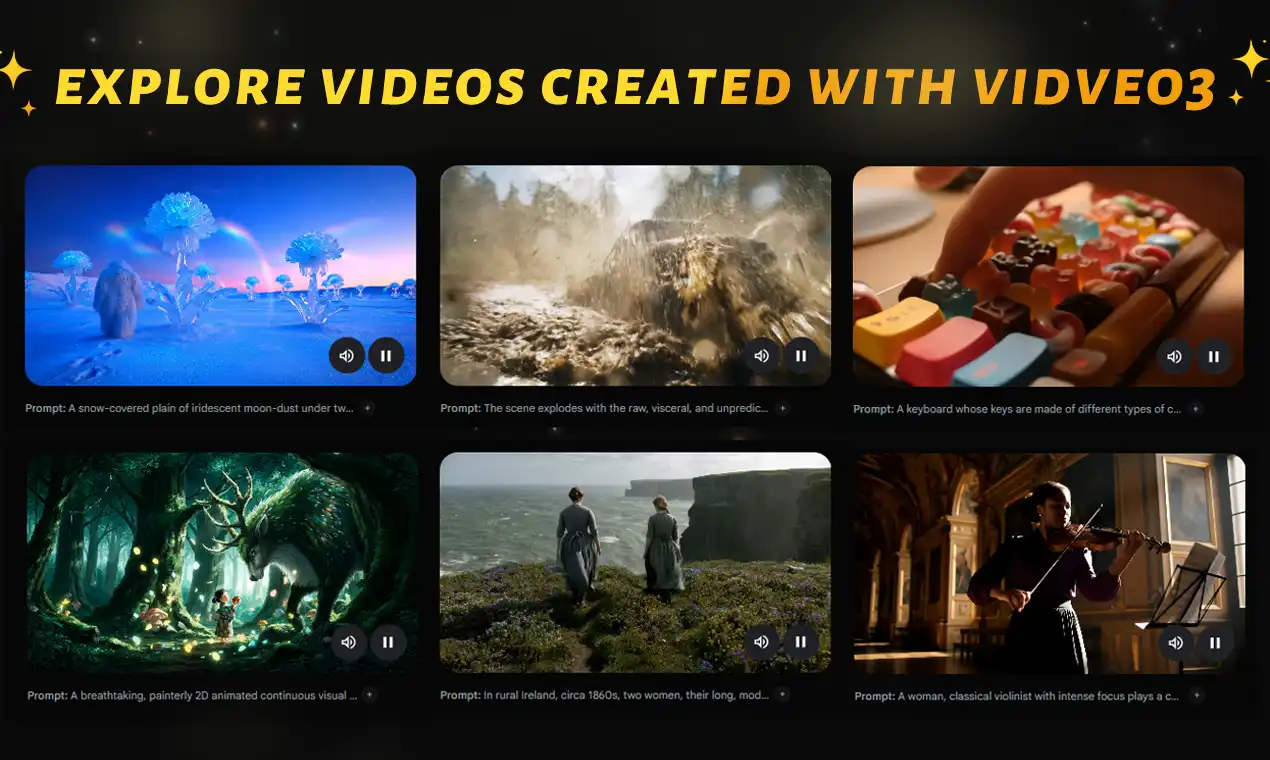 EXPLORE VIDEOS CREATED WITH VIDVEO3
Prompt: A snow-covered plain of iridescent moon-dust under tw...
Prompt: The scene explodes with the raw, visceral, and unpredic...
Prompt: A keyboard whose keys are made of different types of c...
Prompt: A breathtaking, painterly 2D animated continuous visual ...
Prompt: In rural Ireland, circa 1860s, two women, their long, mod...
Prompt: A woman, classical violinist with intense focus plays a c...